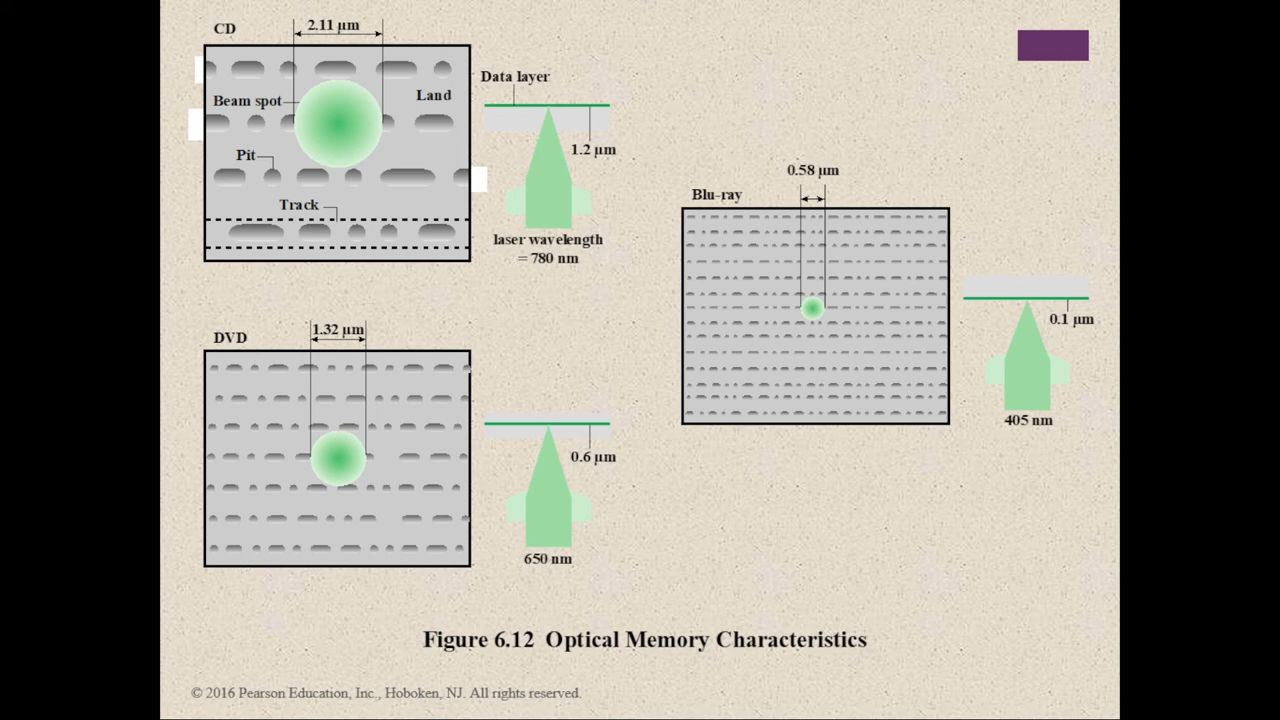 CD
2.11 µm
Data layer
Beam spot
Land
1.2 µm
Pit
Track
laser wavelength
= 780 nm
0.58 µm
Blu-ray
0.1 µm
405 nm
DVD
1.32 µm
0.6 µm
650 nm
Figure 6.12 Optical Memory Characteristics
© 2016 Pearson Education, Inc., Hoboken, NJ. All rights reserved.